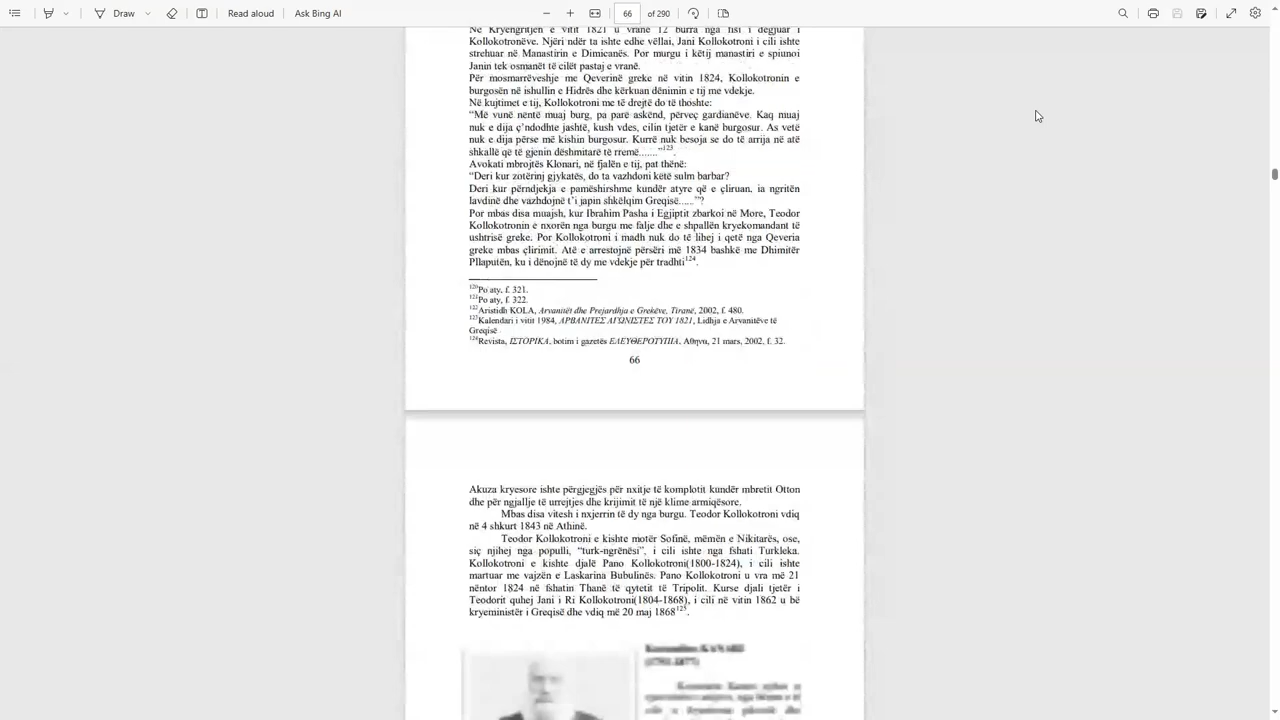 Draw
Read aloud
Ask Bing AI
66 of 290
Në Kryengritjen e vitit 1821 u vranë 12 burra nga fisi i dëgjuar i
Kollokotronëve. Njëri ndër ta ishte edhe vëllai, Jani Kollokotroni i cili ishte
strehuar në Manastirin e Dimicanës. Por murgu i këtij manastiri e spiunoi
Janin tek osmanët të cilët pastaj e vranë.
Për mosmarrëveshje me Qeverinë greke në vitin 1824, Kollokotronin e
burgosën në ishullin e Hidrës dhe kërkuan dënimin e tij me vdekje.
Në kujtimet e tij, Kollokotroni me të drejtë do të thoshte:
“Më vunë nëntë muaj burg, pa parë askënd, përveç gardianëve. Kaq muaj
nuk e dija ç’ndodhte jashtë, kush vdes, cilin tjetër e kanë burgosur. As vetë
nuk e dija përse më kishin burgosur. Kurrë nuk besoja se do të arrija në atë
shkallë që të gjenin dëshmitarë të rremë.......”123.
Avokati mbrojtës Klonari, në fjalën e tij, pat thënë:
“Deri kur zotërinj gjykatës, do ta vazhdoni këtë sulm barbar?
Deri kur përndjekja e pamëshirshme kundër atyre që e çliruan, ia ngritën
lavdinë dhe vazhdojnë t’i japin shkëlqim Greqisë......”?
Por mbas disa muajsh, kur Ibrahim Pasha i Egjiptit zbarkoi në More, Teodor
Kollokotronin e nxorën nga burgu me falje dhe e shpallën kryekomandant të
ushtrisë greke. Por Kollokotroni i madh nuk do të lihej i qetë nga Qeveria
greke mbas çlirimit. Atë e arrestojnë përsëri më 1834 bashkë me Dhimitër
Pllaputën, ku i dënojnë të dy me vdekje për tradhti124.
120Po aty, f. 321.
121Po aty, f. 322.
122Aristidh KOLA, Arvanitët dhe Prejardhja e Grekëve, Tiranë, 2002, f. 480.
123Kalendari i vitit 1984, ΑΡΒΑΝΙΤΕΣ ΑΓΩΝΙΣΤΕΣ ΤΟΥ 1821, Lidhja e Arvanitëve të
Greqisë
124Revista, ΙΣΤΟΡΙΚΑ, botim i gazetës ΕΛΕΥΘΕΡΟΤΥΠΙΑ, Αθηνα, 21 mars, 2002, f. 32.
66
Akuza kryesore ishte përgjegjës për nxitje të komplotit kundër mbretit Otton
dhe për ngjallje të urrejtjes dhe krijimit të një klime armiqësore.
Mbas disa vitesh i nxjerrin të dy nga burgu. Teodor Kollokotroni vdiq
në 4 shkurt 1843 në Athinë.
Teodor Kollokotroni e kishte motër Sofinë, mëmën e Nikitarës, ose,
siç njihej nga populli, “turk-ngrënësi”, i cili ishte nga fshati Turkleka.
Kollokotroni e kishte djalë Pano Kollokotroni(1800-1824), i cili ishte
martuar me vajzën e Laskarina Bubulinës. Pano Kollokotroni u vra më 21
nëntor 1824 në fshatin Thanë të qytetit të Tripolit. Kurse djali tjetër i
Teodorit quhej Jani i Ri Kollokotroni(1804-1868), i cili në vitin 1862 u bë
kryeministër i Greqisë dhe vdiq më 20 maj 1868125.